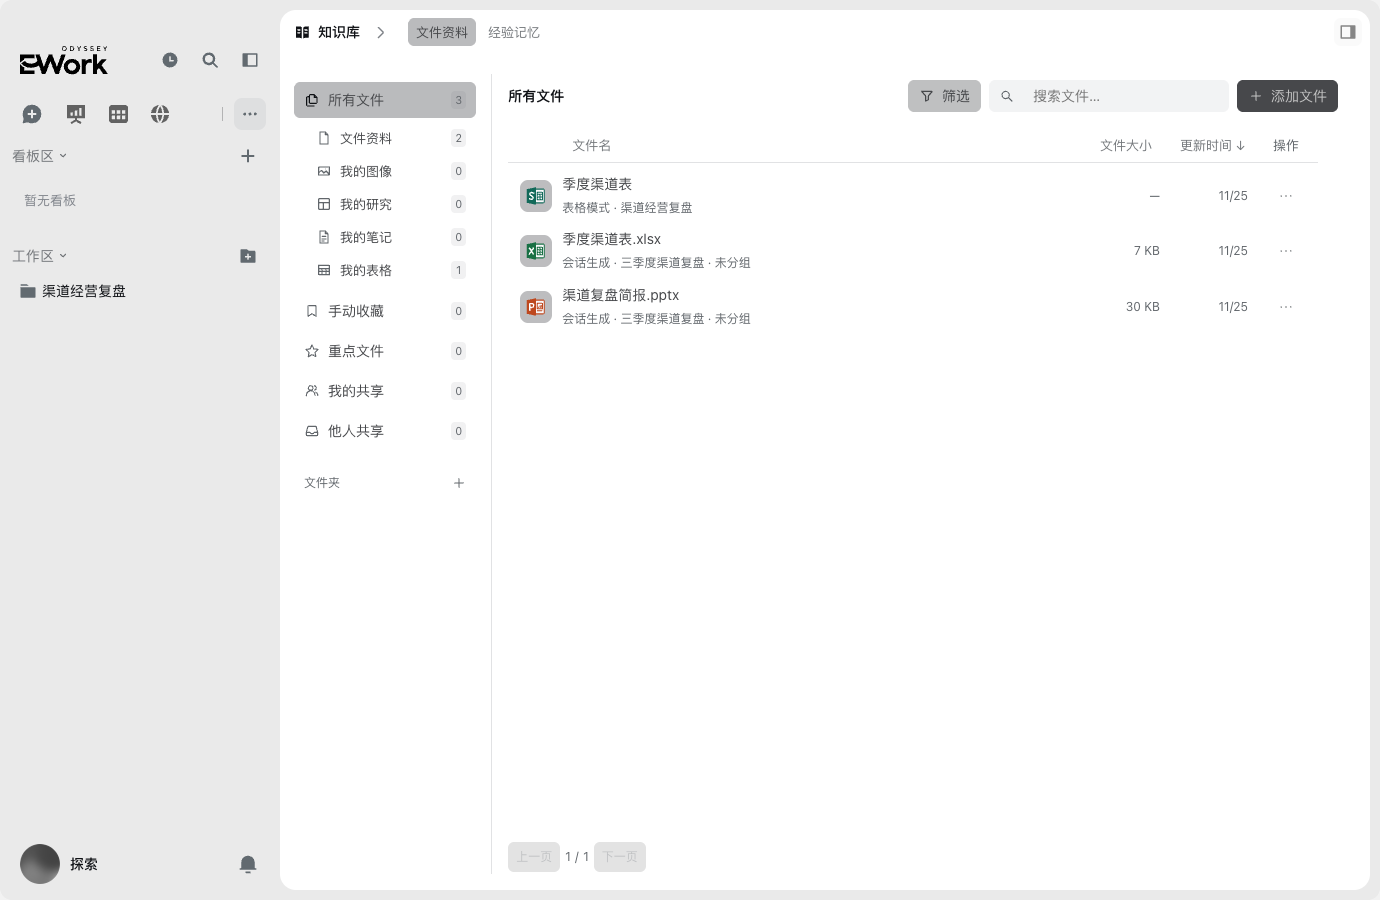 ODYSSEY
EWork
看板区
暂无看板
工作区
渠道经营复盘
探索
知识库
文件资料
经验记忆
所有文件 3
文件资料 2
我的图像 0
我的研究 0
我的笔记 0
我的表格 1
手动收藏 0
重点文件 0
我的共享 0
他人共享 0
文件夹
所有文件
筛选
搜索文件...
添加文件
文件名 文件大小 更新时间 操作
季度渠道表
表格模式 · 渠道经营复盘
— 11/25 ···
季度渠道表.xlsx
会话生成 · 三季度渠道复盘 · 未分组
7 KB 11/25 ···
渠道复盘简报.pptx
会话生成 · 三季度渠道复盘 · 未分组
30 KB 11/25 ···
上一页 1 / 1 下一页